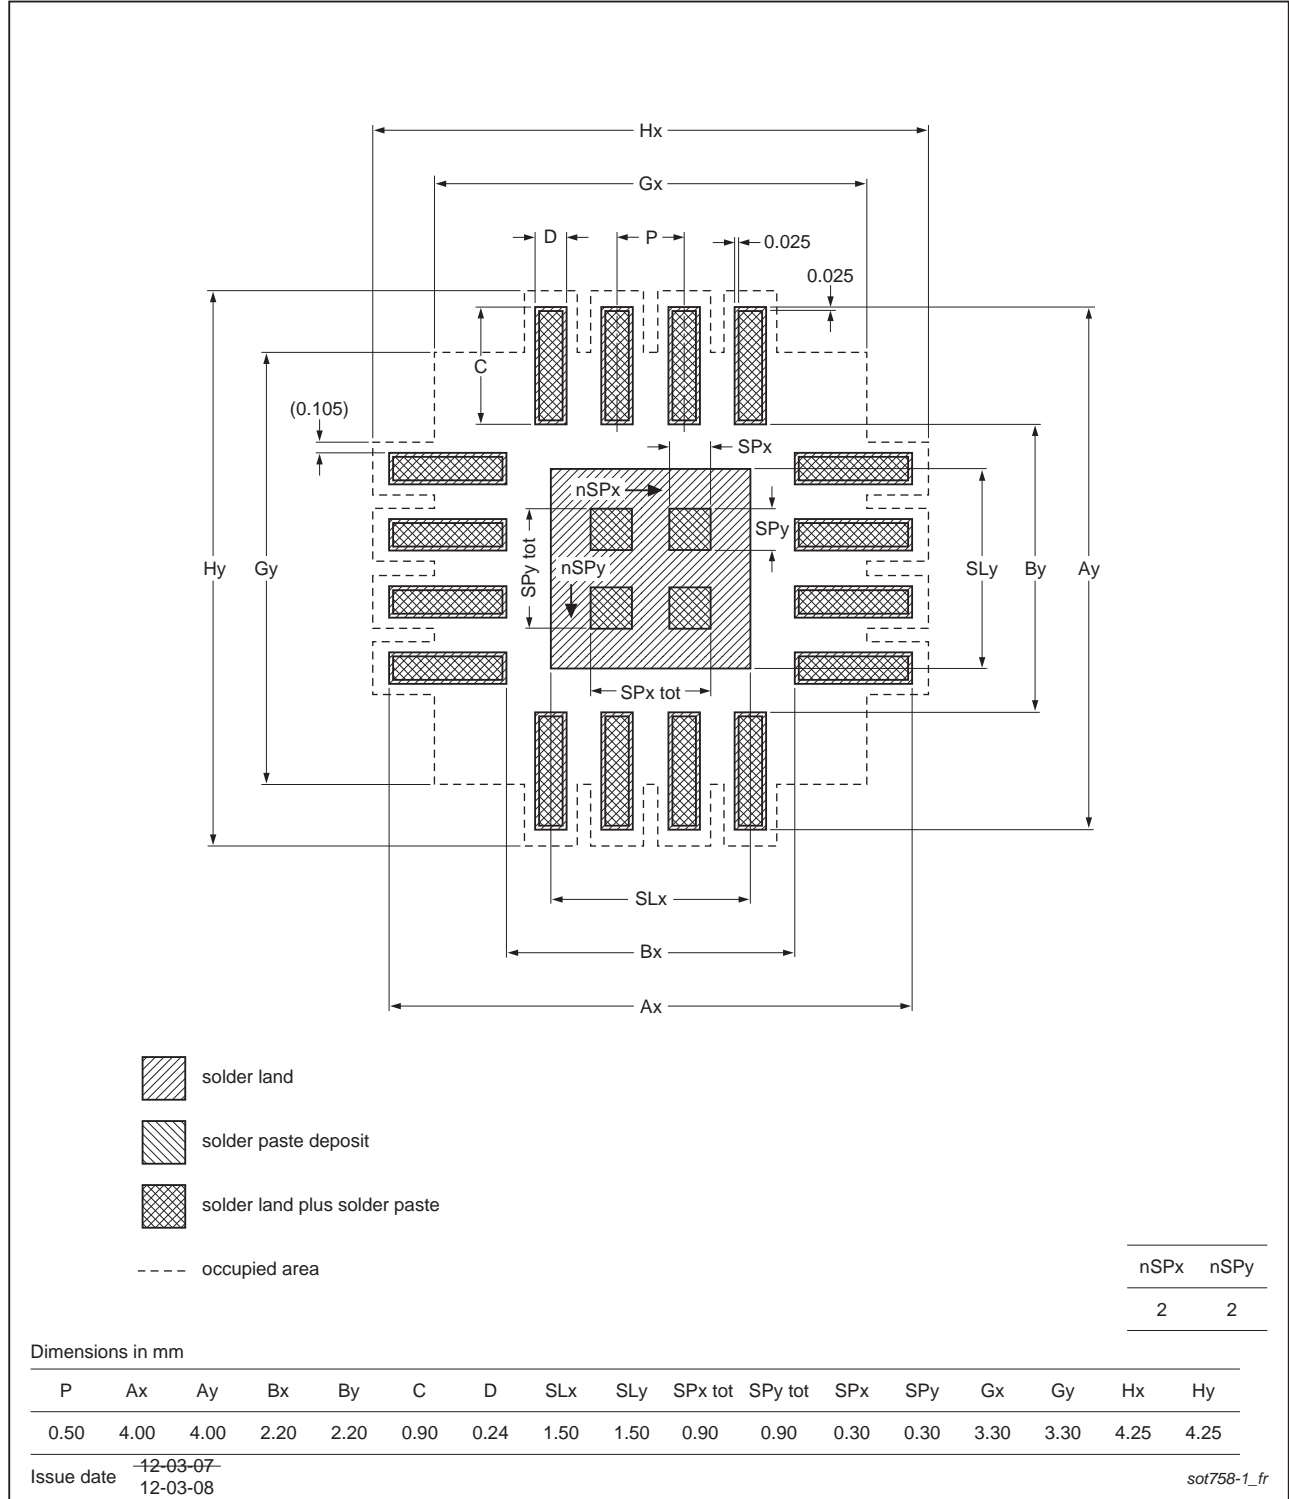 Hx
Gx
D
P
0.025
0.025
C
(0.105)
SPx
nSPx
SPy
SPy tot
nSPy
Hy
Gy
SLy
By
Ay
SPx tot
SLx
Bx
Ax
solder land
solder paste deposit
solder land plus solder paste
occupied area
nSPx nSPy
2 2
Dimensions in mm
P Ax Ay Bx By C D SLx SLy SPx tot SPy tot SPx SPy Gx Gy Hx Hy
0.50 4.00 4.00 2.20 2.20 0.90 0.24 1.50 1.50 0.90 0.90 0.30 0.30 3.30 3.30 4.25 4.25
Issue date 12-03-07
12-03-08
sot758-1_fr